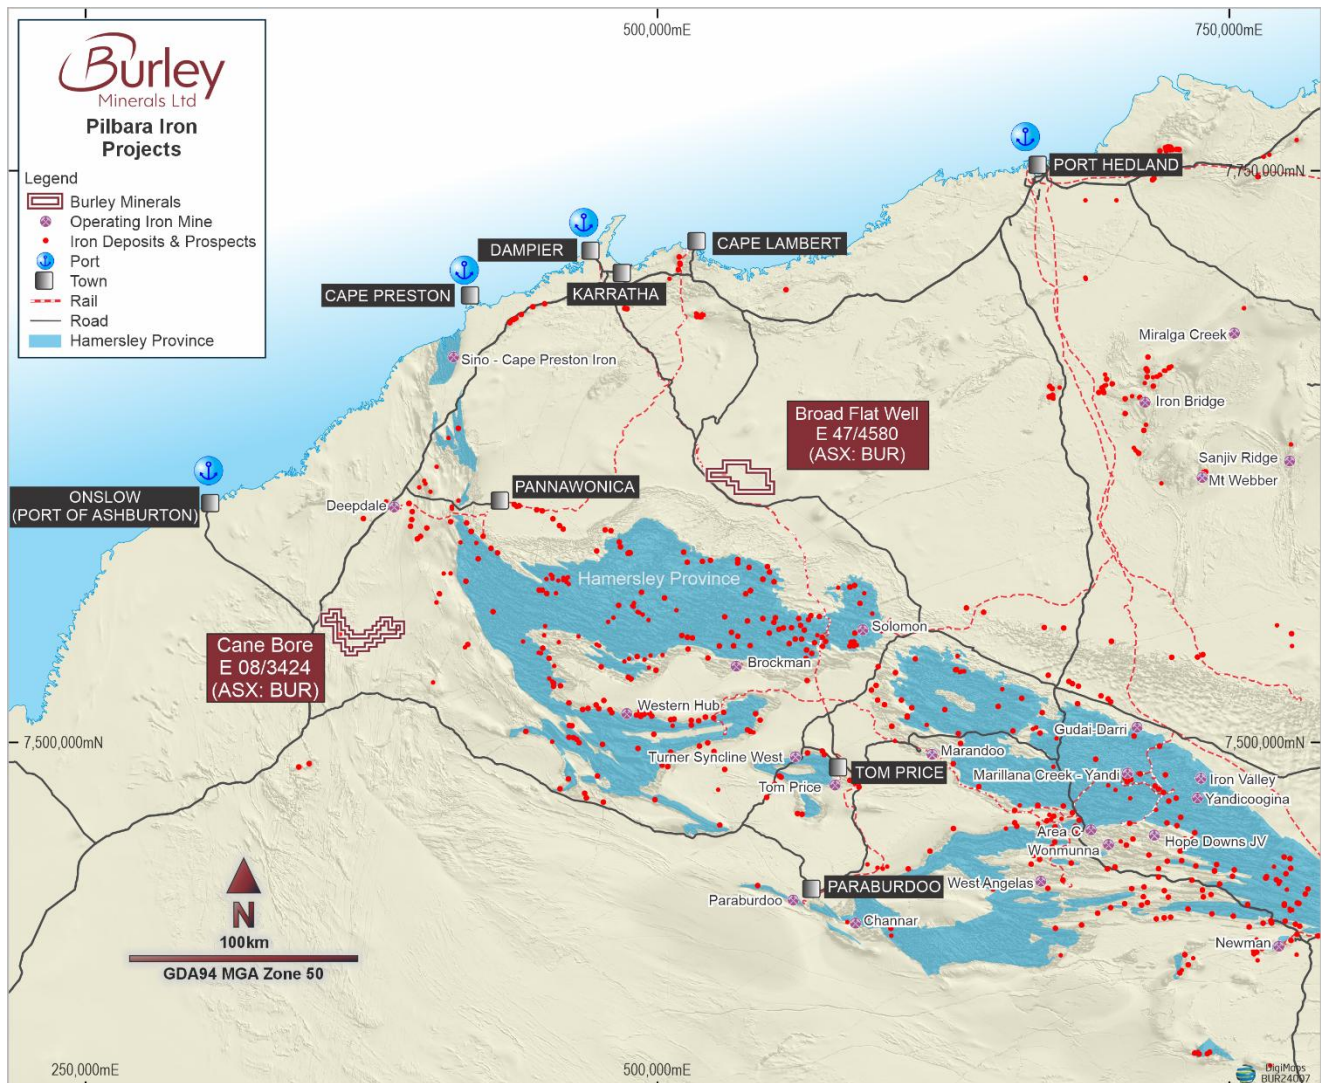 500,000mE
750,000mE
Burley
Minerals Ltd
Pilbara Iron
Projects
Legend
Burley Minerals
Operating Iron Mine
Iron Deposits & Prospects
Port
Town
Rail
Road
Hamersley Province
PORT HEDLAND
7,750,000mN
DAMPIER
CAPE LAMBERT
KARRATHA
CAPE PRESTON
Miralga Creek
Sino - Cape Preston Iron
Iron Bridge
Broad Flat Well
E 47/4580
(ASX: BUR)
Sanjiv Ridge
Mt Webber
ONSLOW
(PORT OF ASHBURTON)
PANNAWONICA
Deepdale
Hamersley Province
Solomon
Cane Bore
E 08/3424
(ASX: BUR)
Brockman
Western Hub
Gudai-Darri
7,500,000mN
7,500,000mN
Turner Syncline West
Marandoo
TOM PRICE
Marillana Creek - Yandi
Iron Valley
Tom Price
Yandicoogina
Area C
Hope Downs JV
Wonmunna
West Angelas
PARABURDOO
Paraburdoo
Channar
Newman
N
100km
GDA94 MGA Zone 50
250,000mE
500,000mE
DigiMaps
BUR24007